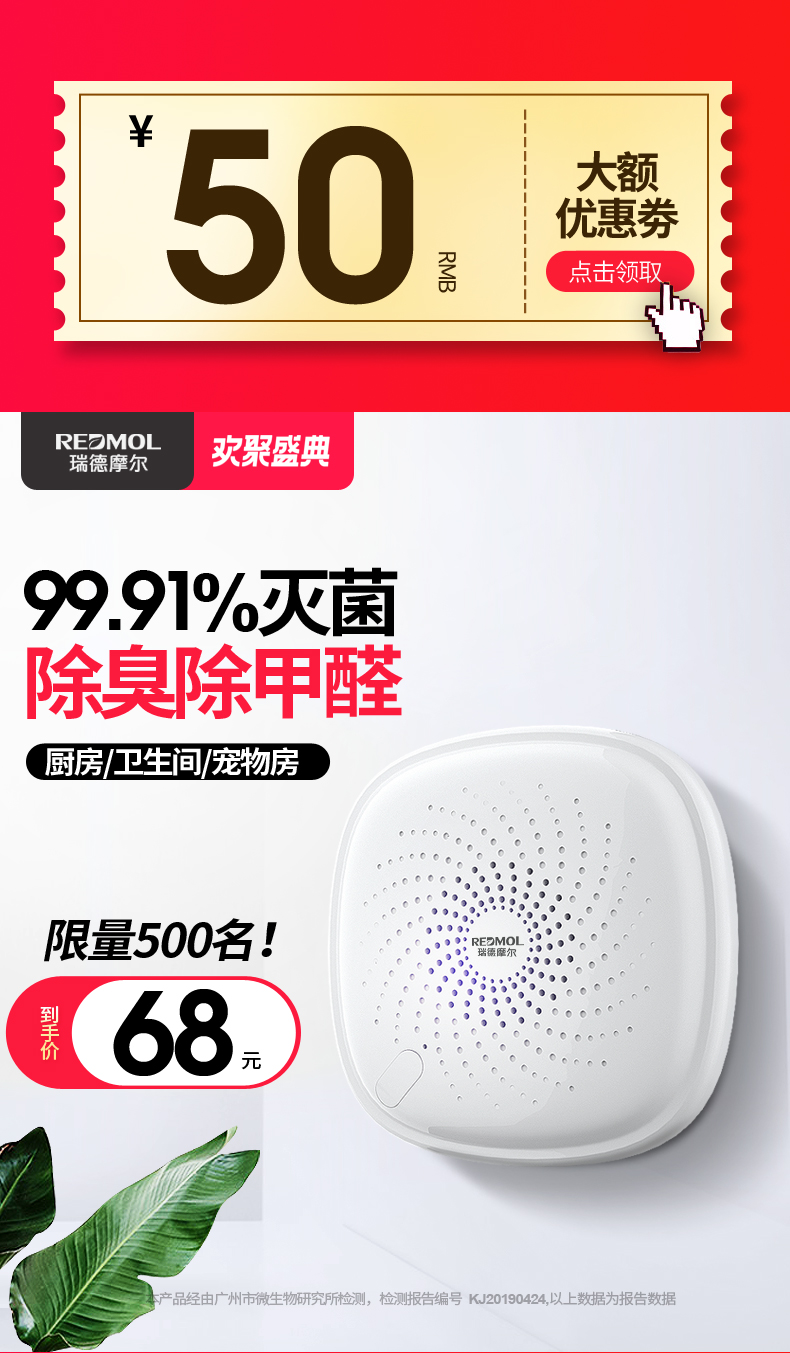 ¥
50
RMB
大额
优惠券
点击领取
REDMOL
瑞德摩尔
欢聚盛典
99.91%灭菌
除臭除甲醛
厨房/卫生间/宠物房
REDMOL
瑞德摩尔
限量500名!
到手价
68元
本产品经由广州市微生物研究所检测，检测报告编号 KJ20190424,以上数据为报告数据